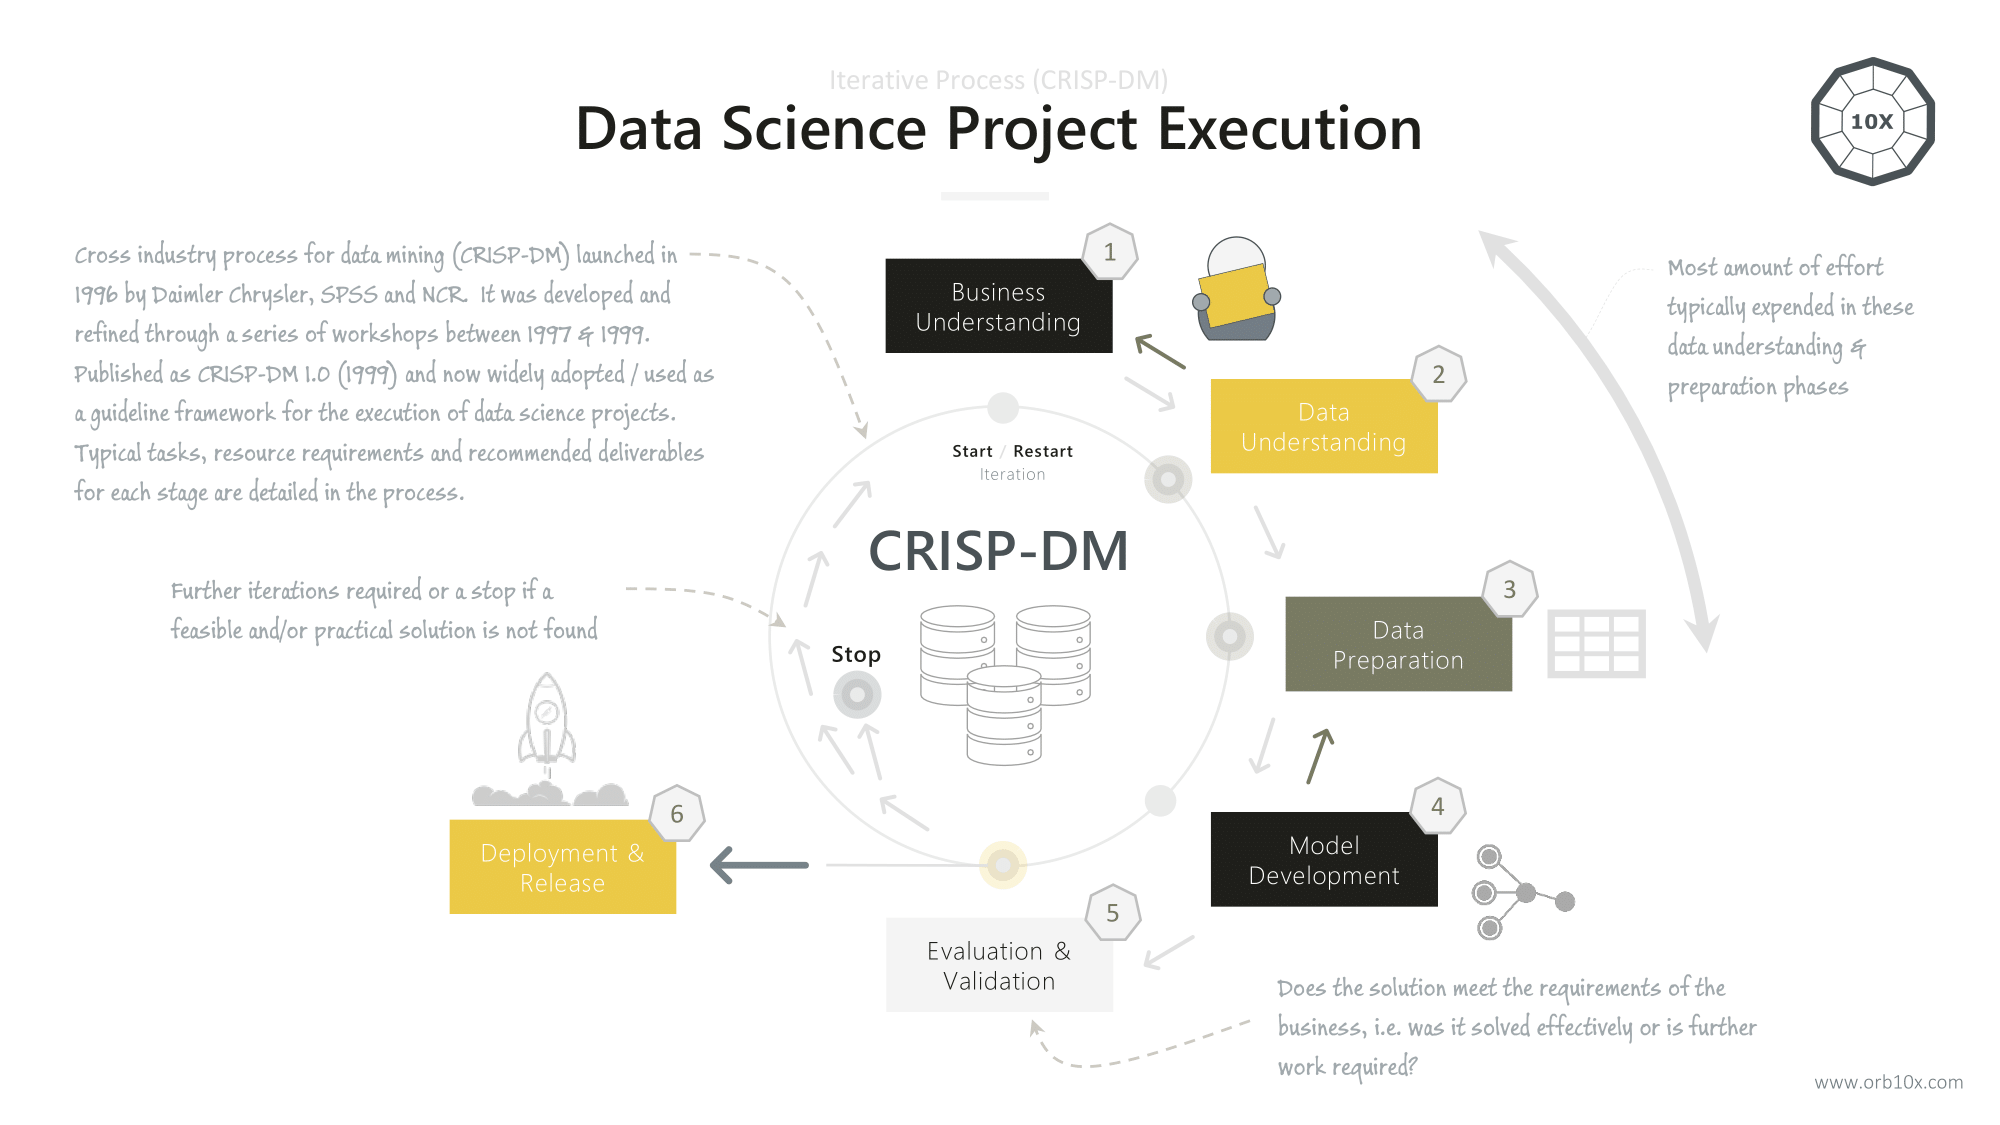 Iterative Process (CRISP-DM)
Data Science Project Execution
10X
Cross industry process for data mining (CRISP-DM) launched in
1996 by Daimler Chrysler, SPSS and NCR. It was developed and
refined through a series of workshops between 1997 & 1999.
Published as CRISP-DM 1.0 (1999) and now widely adopted / used as
a guideline framework for the execution of data science projects.
Typical tasks, resource requirements and recommended deliverables
for each stage are detailed in the process.
1
Business
Understanding
Most amount of effort
typically expended in these
data understanding &
preparation phases
2
Data
Understanding
Start / Restart
Iteration
CRISP-DM
Further iterations required or a stop if a
feasible and/or practical solution is not found
Stop
3
Data
Preparation
4
Model
Development
6
Deployment &
Release
5
Evaluation &
Validation
Does the solution meet the requirements of the
business, i.e. was it solved effectively or is further
work required?
www.orb10x.com